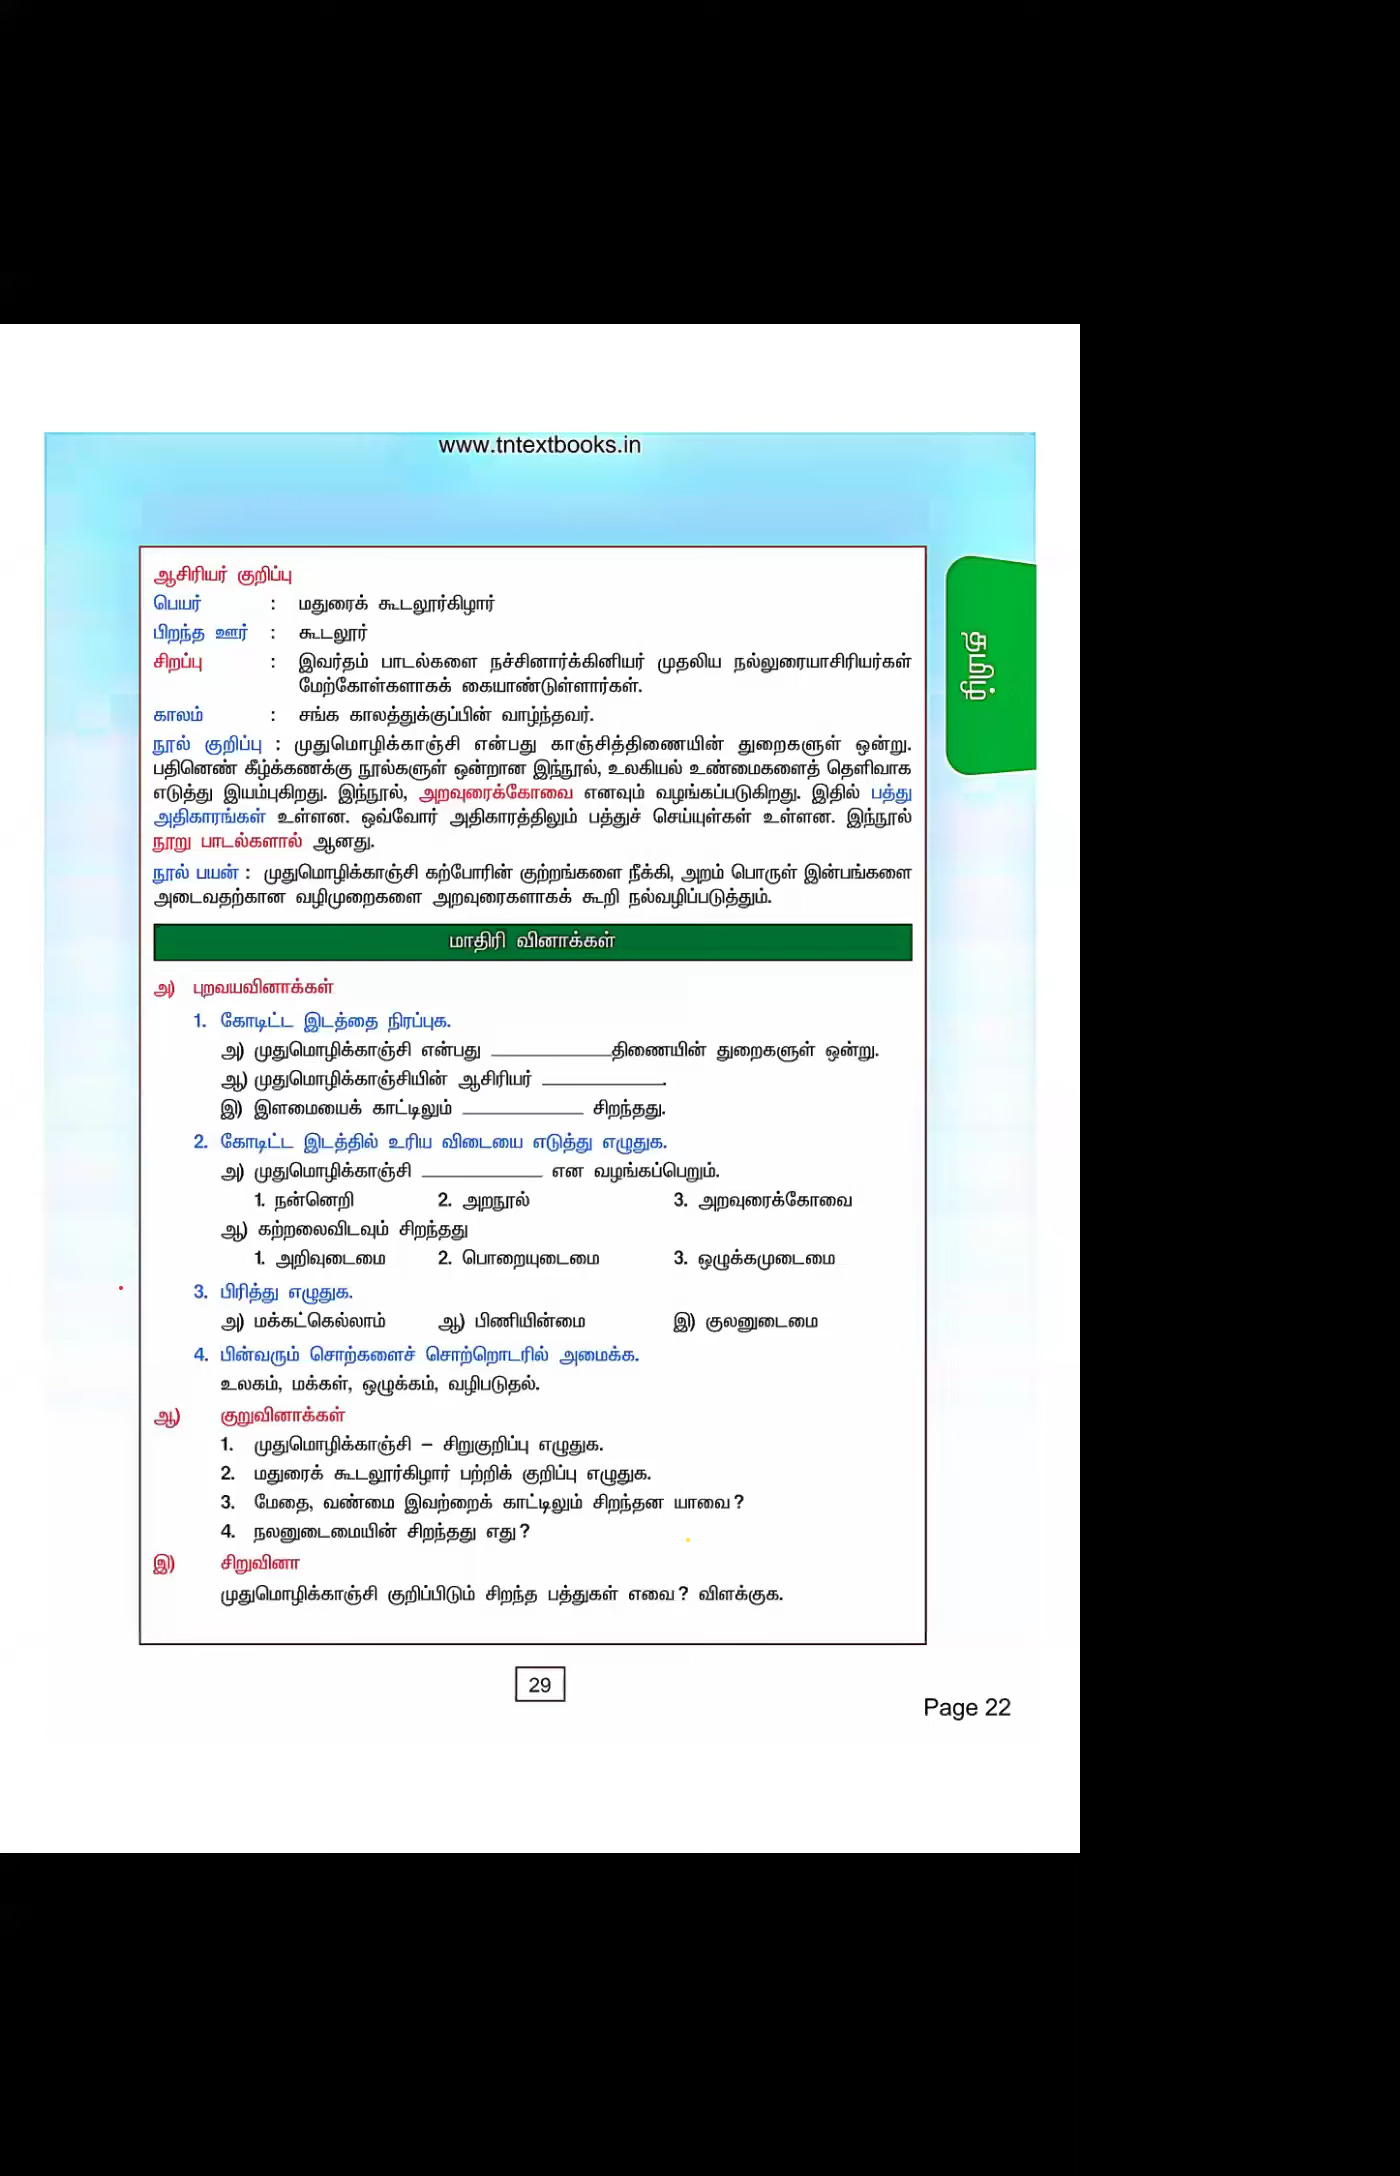 www.tntextbooks.in
தமிழ்
ஆசிரியர் குறிப்பு
பெயர் : மதுரைக் கூடலூர்கிழார்
பிறந்த ஊர் : கூடலூர்
சிறப்பு : இவர்தம் பாடல்களை நச்சினார்க்கினியர் முதலிய நல்லுரையாசிரியர்கள்
மேற்கோள்களாகக் கையாண்டுள்ளார்கள்.
காலம் : சங்க காலத்துக்குப்பின் வாழ்ந்தவர்.
நூல் குறிப்பு : முதுமொழிக்காஞ்சி என்பது காஞ்சித்திணையின் துறைகளுள் ஒன்று.
பதினெண் கீழ்க்கணக்கு நூல்களுள் ஒன்றான இந்நூல், உலகியல் உண்மைகளைத் தெளிவாக
எடுத்து இயம்புகிறது. இந்நூல், அறவுரைக்கோவை எனவும் வழங்கப்படுகிறது. இதில் பத்து
அதிகாரங்கள் உள்ளன. ஒவ்வோர் அதிகாரத்திலும் பத்துச் செய்யுள்கள் உள்ளன. இந்நூல்
நூறு பாடல்களால் ஆனது.
நூல் பயன் : முதுமொழிக்காஞ்சி கற்போரின் குற்றங்களை நீக்கி, அறம் பொருள் இன்பங்களை
அடைவதற்கான வழிமுறைகளை அறவுரைகளாகக் கூறி நல்வழிப்படுத்தும்.
மாதிரி வினாக்கள்
அ) புறவயவினாக்கள்
1. கோடிட்ட இடத்தை நிரப்புக.
அ) முதுமொழிக்காஞ்சி என்பது ____________திணையின் துறைகளுள் ஒன்று.
ஆ) முதுமொழிக்காஞ்சியின் ஆசிரியர் ____________.
இ) இளமையைக் காட்டிலும் ____________ சிறந்தது.
2. கோடிட்ட இடத்தில் உரிய விடையை எடுத்து எழுதுக.
அ) முதுமொழிக்காஞ்சி ____________ என வழங்கப்பெறும்.
1. நன்னெறி 2. அறநூல் 3. அறவுரைக்கோவை
ஆ) கற்றலைவிடவும் சிறந்தது
1. அறிவுடைமை 2. பொறையுடைமை 3. ஒழுக்கமுடைமை
3. பிரித்து எழுதுக.
அ) மக்கட்கெல்லாம் ஆ) பிணியின்மை இ) குலனுடைமை
4. பின்வரும் சொற்களைச் சொற்றொடரில் அமைக்க.
உலகம், மக்கள், ஒழுக்கம், வழிபடுதல்.
ஆ) குறுவினாக்கள்
1. முதுமொழிக்காஞ்சி – சிறுகுறிப்பு எழுதுக.
2. மதுரைக் கூடலூர்கிழார் பற்றிக் குறிப்பு எழுதுக.
3. மேதை, வண்மை இவற்றைக் காட்டிலும் சிறந்தன யாவை?
4. நலனுடைமையின் சிறந்தது எது?
இ) சிறுவினா
முதுமொழிக்காஞ்சி குறிப்பிடும் சிறந்த பத்துகள் எவை? விளக்குக.
29
Page 22